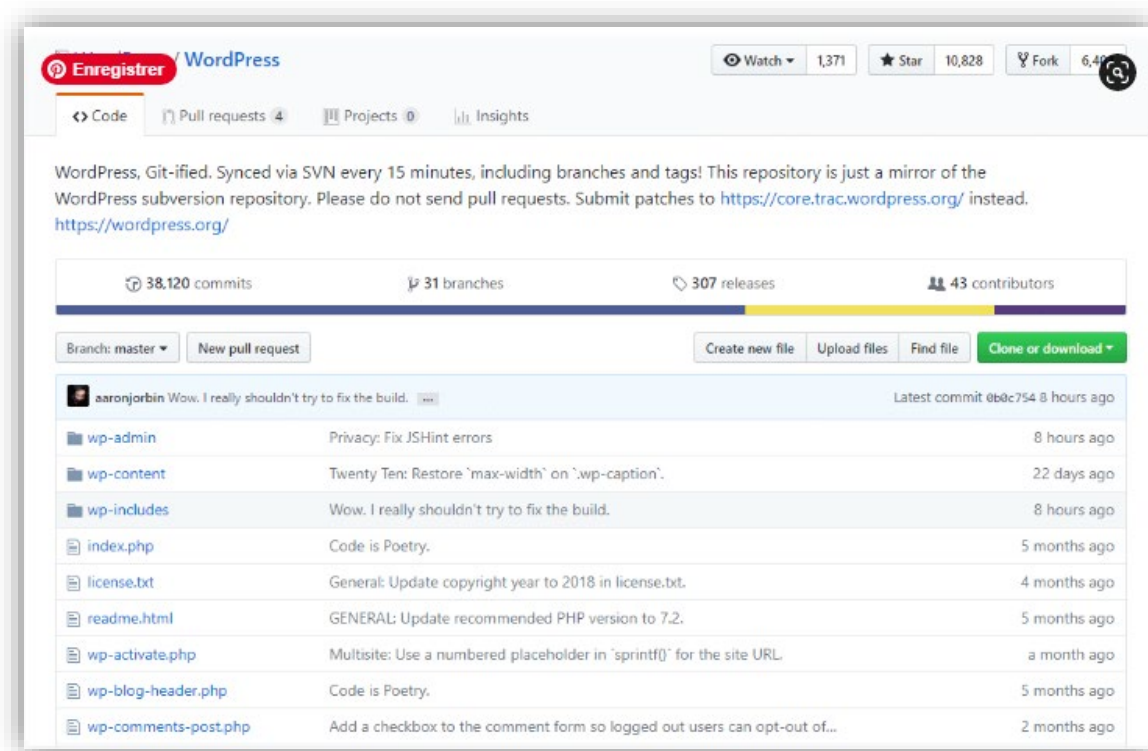 Enregistrer / WordPress
Watch 1,371 Star 10,828 Fork
Code Pull requests 4 Projects 0 Insights
WordPress, Git-ified. Synced via SVN every 15 minutes, including branches and tags! This repository is just a mirror of the
WordPress subversion repository. Please do not send pull requests. Submit patches to https://core.trac.wordpress.org/ instead.
https://wordpress.org/
38,120 commits 31 branches 307 releases 43 contributors
Branch: master New pull request Create new file Upload files Find file Clone or download
aaronjorbin Wow. I really shouldn't try to fix the build. ... Latest commit 0b0c754 8 hours ago
wp-admin Privacy: Fix JSHint errors 8 hours ago
wp-content Twenty Ten: Restore `max-width` on `.wp-caption`. 22 days ago
wp-includes Wow. I really shouldn't try to fix the build. 8 hours ago
index.php Code is Poetry. 5 months ago
license.txt General: Update copyright year to 2018 in license.txt. 4 months ago
readme.html GENERAL: Update recommended PHP version to 7.2. 5 months ago
wp-activate.php Multisite: Use a numbered placeholder in `sprintf()` for the site URL. a month ago
wp-blog-header.php Code is Poetry. 5 months ago
wp-comments-post.php Add a checkbox to the comment form so logged out users can opt-out of... 2 months ago